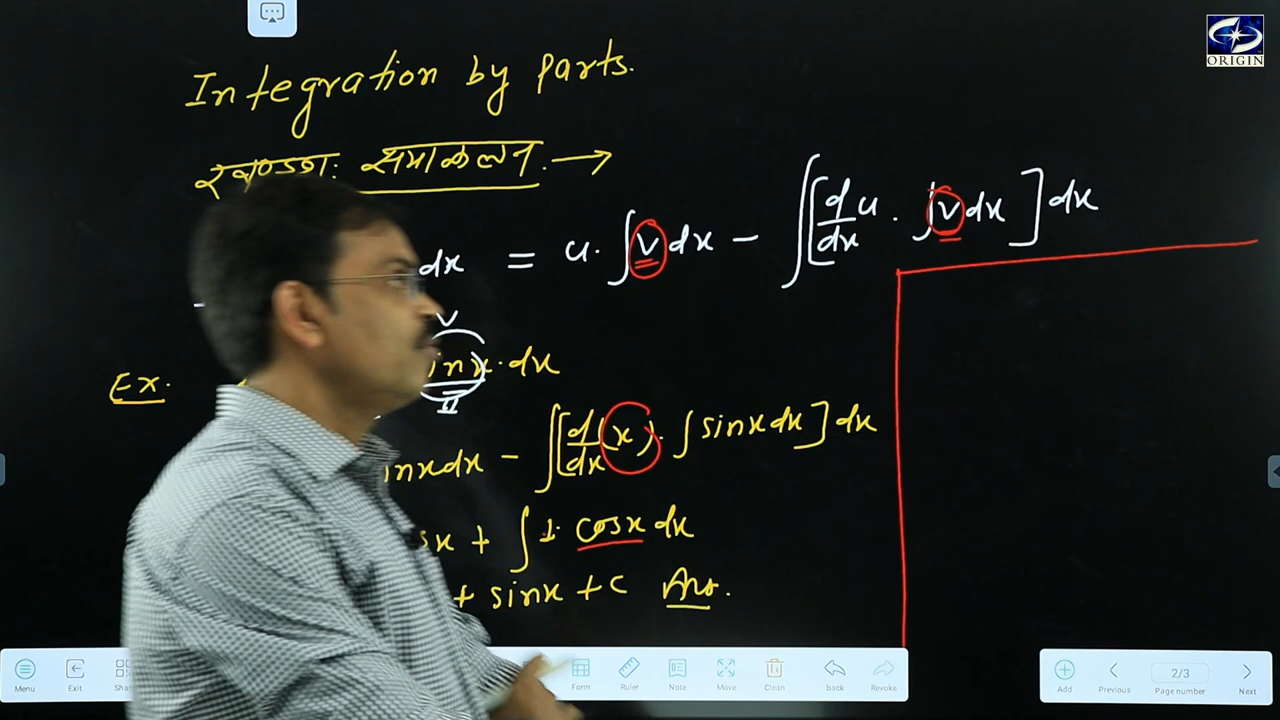 ORIGIN
Integration by parts.
खण्डशः समाकलन. →
dx = u. ∫ v dx − ∫ [ d/dx u . ∫ v dx ] dx
v
Ex. inx. dx
II
inxdx − ∫ [ d/dx (x). ∫ sinx dx ] dx
sx + ∫ 1. cosx dx
+ sinx + c Ans.
Menu Exit Shar Form Ruler Note Move Clean back Revoke Add Previous 2/3 Page number Next